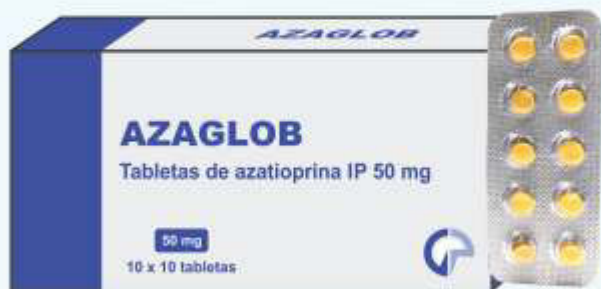 AZAGLOB
AZAGLOB
Tabletas de azatioprina IP 50 mg
50 mg
10 x 10 tabletas